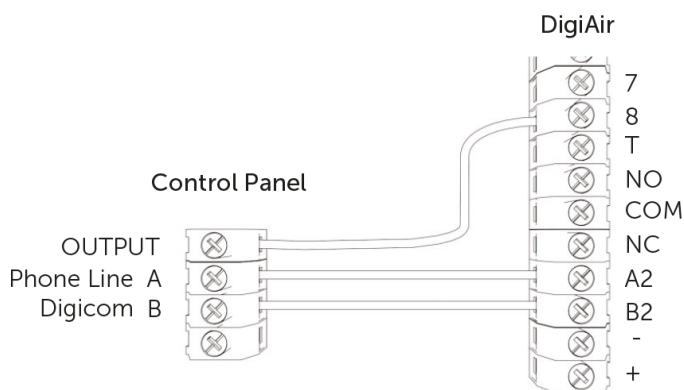 DigiAir
7
8
T
NO
COM
NC
A2
B2
-
+
Control Panel
OUTPUT
Phone Line A
Digicom B